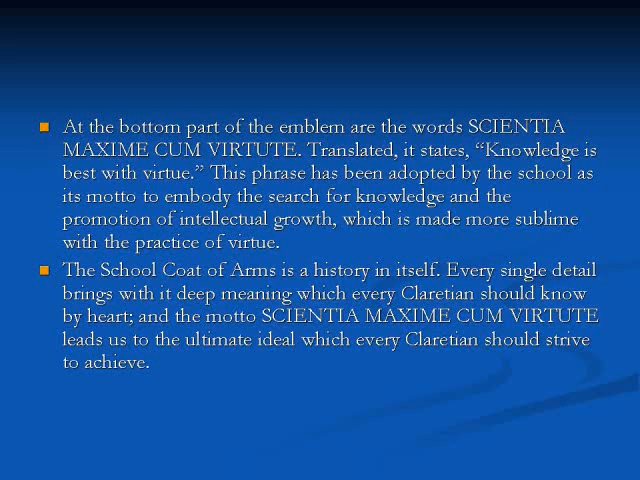 At the bottom part of the emblem are the words SCIENTIA
MAXIME CUM VIRTUTE. Translated, it states, “Knowledge is
best with virtue.” This phrase has been adopted by the school as
its motto to embody the search for knowledge and the
promotion of intellectual growth, which is made more sublime
with the practice of virtue.
The School Coat of Arms is a history in itself. Every single detail
brings with it deep meaning which every Claretian should know
by heart; and the motto SCIENTIA MAXIME CUM VIRTUTE
leads us to the ultimate ideal which every Claretian should strive
to achieve.